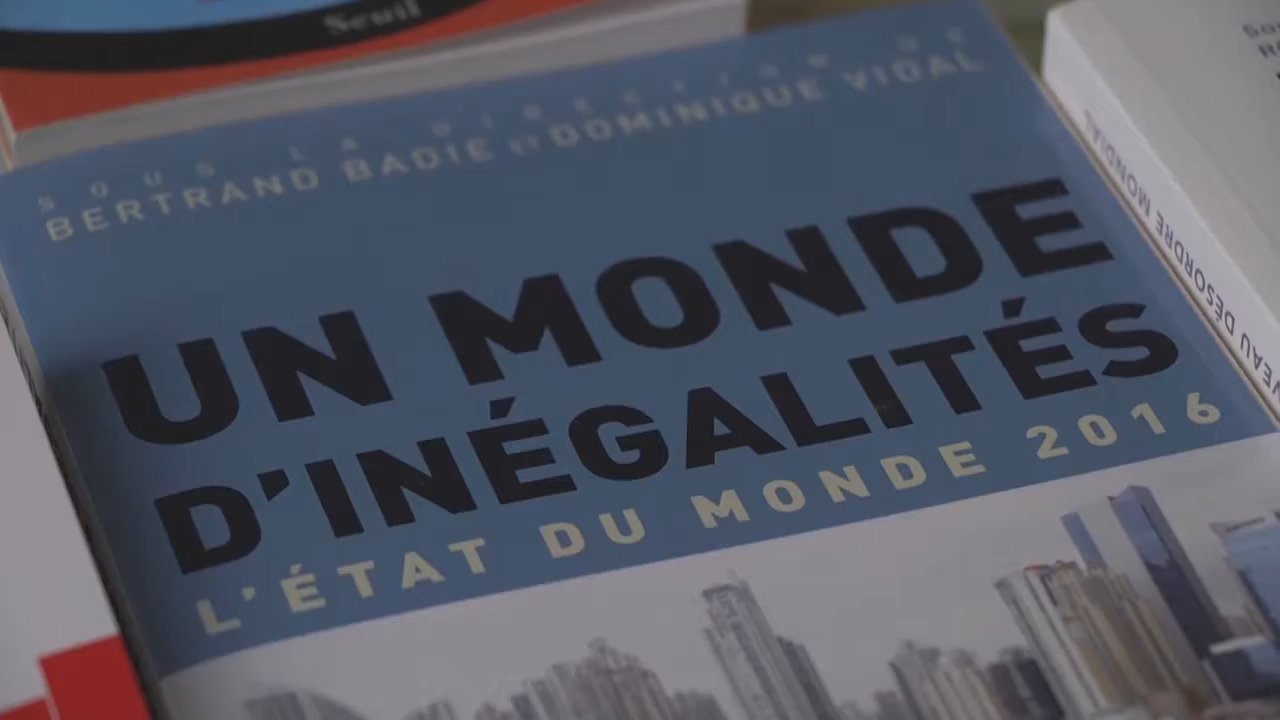 Seuil
SOUS LA DIRECTION DE
BERTRAND BADIE ET DOMINIQUE VIDAL
UN MONDE
D'INÉGALITÉS
L'ÉTAT DU MONDE 2016
DÉSORDRE MONDIAL